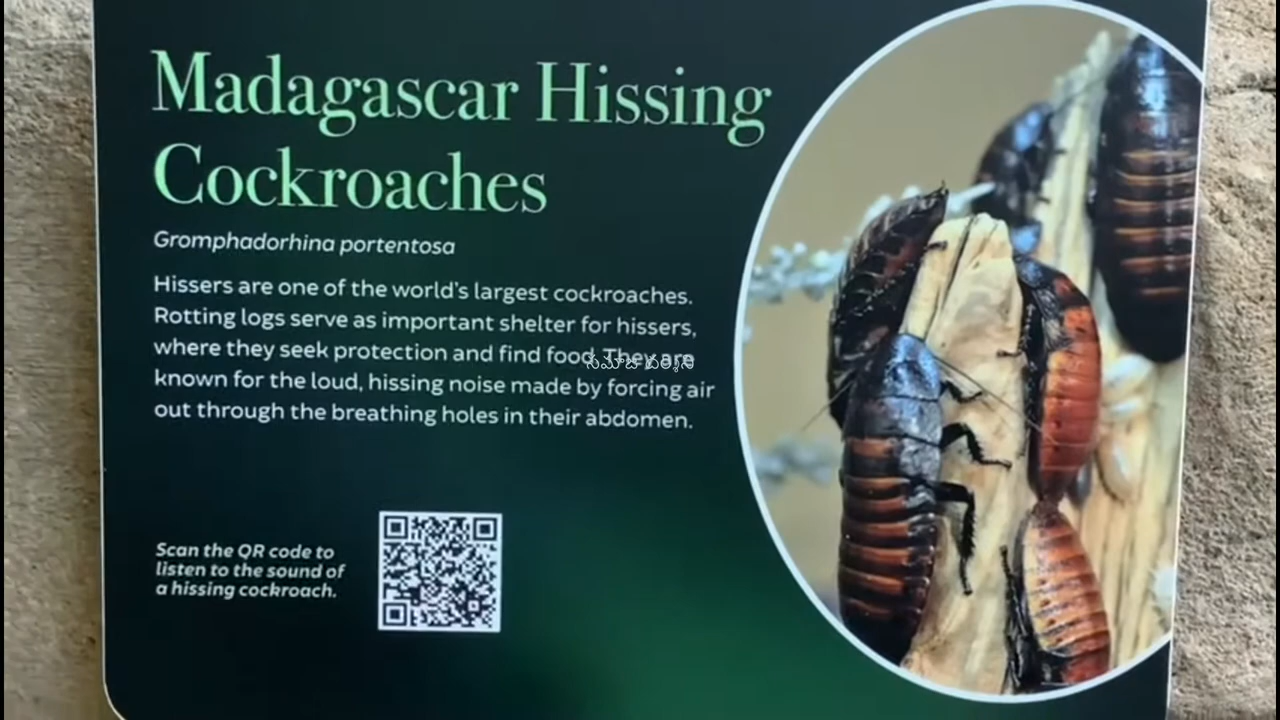 Madagascar Hissing
Cockroaches
Gromphadorhina portentosa
Hissers are one of the world's largest cockroaches.
Rotting logs serve as important shelter for hissers,
where they seek protection and find food. They are
known for the loud, hissing noise made by forcing air
out through the breathing holes in their abdomen.
సమాజ దర్శిని
Scan the QR code to
listen to the sound of
a hissing cockroach.